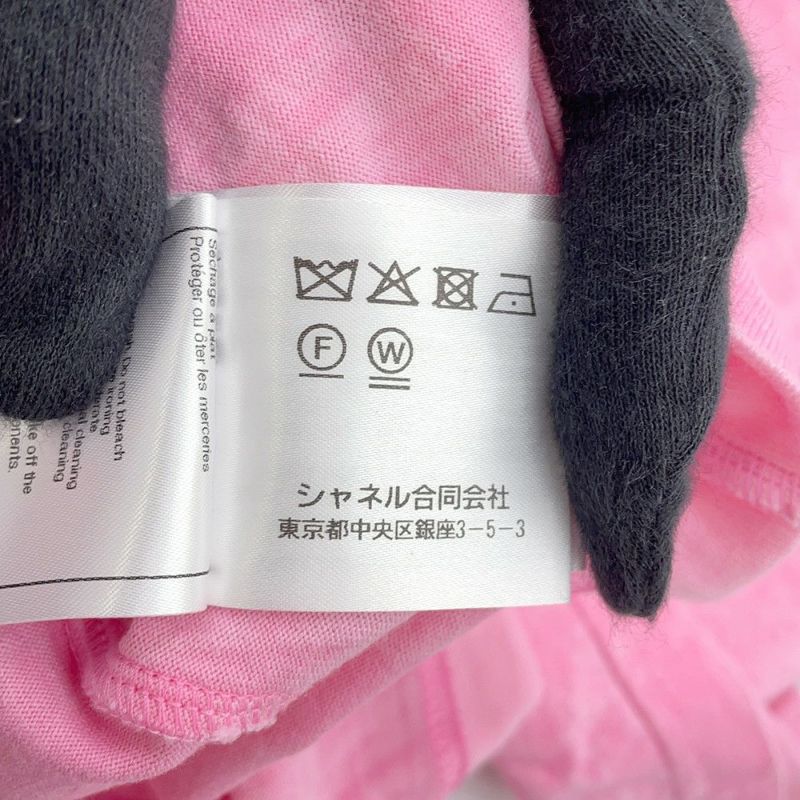 Séchage à plat
Protéger ou ôter les merceries
Do not bleach
ironing
cleaning
cleaning
off the
F W
シャネル合同会社
東京都中央区銀座3-5-3